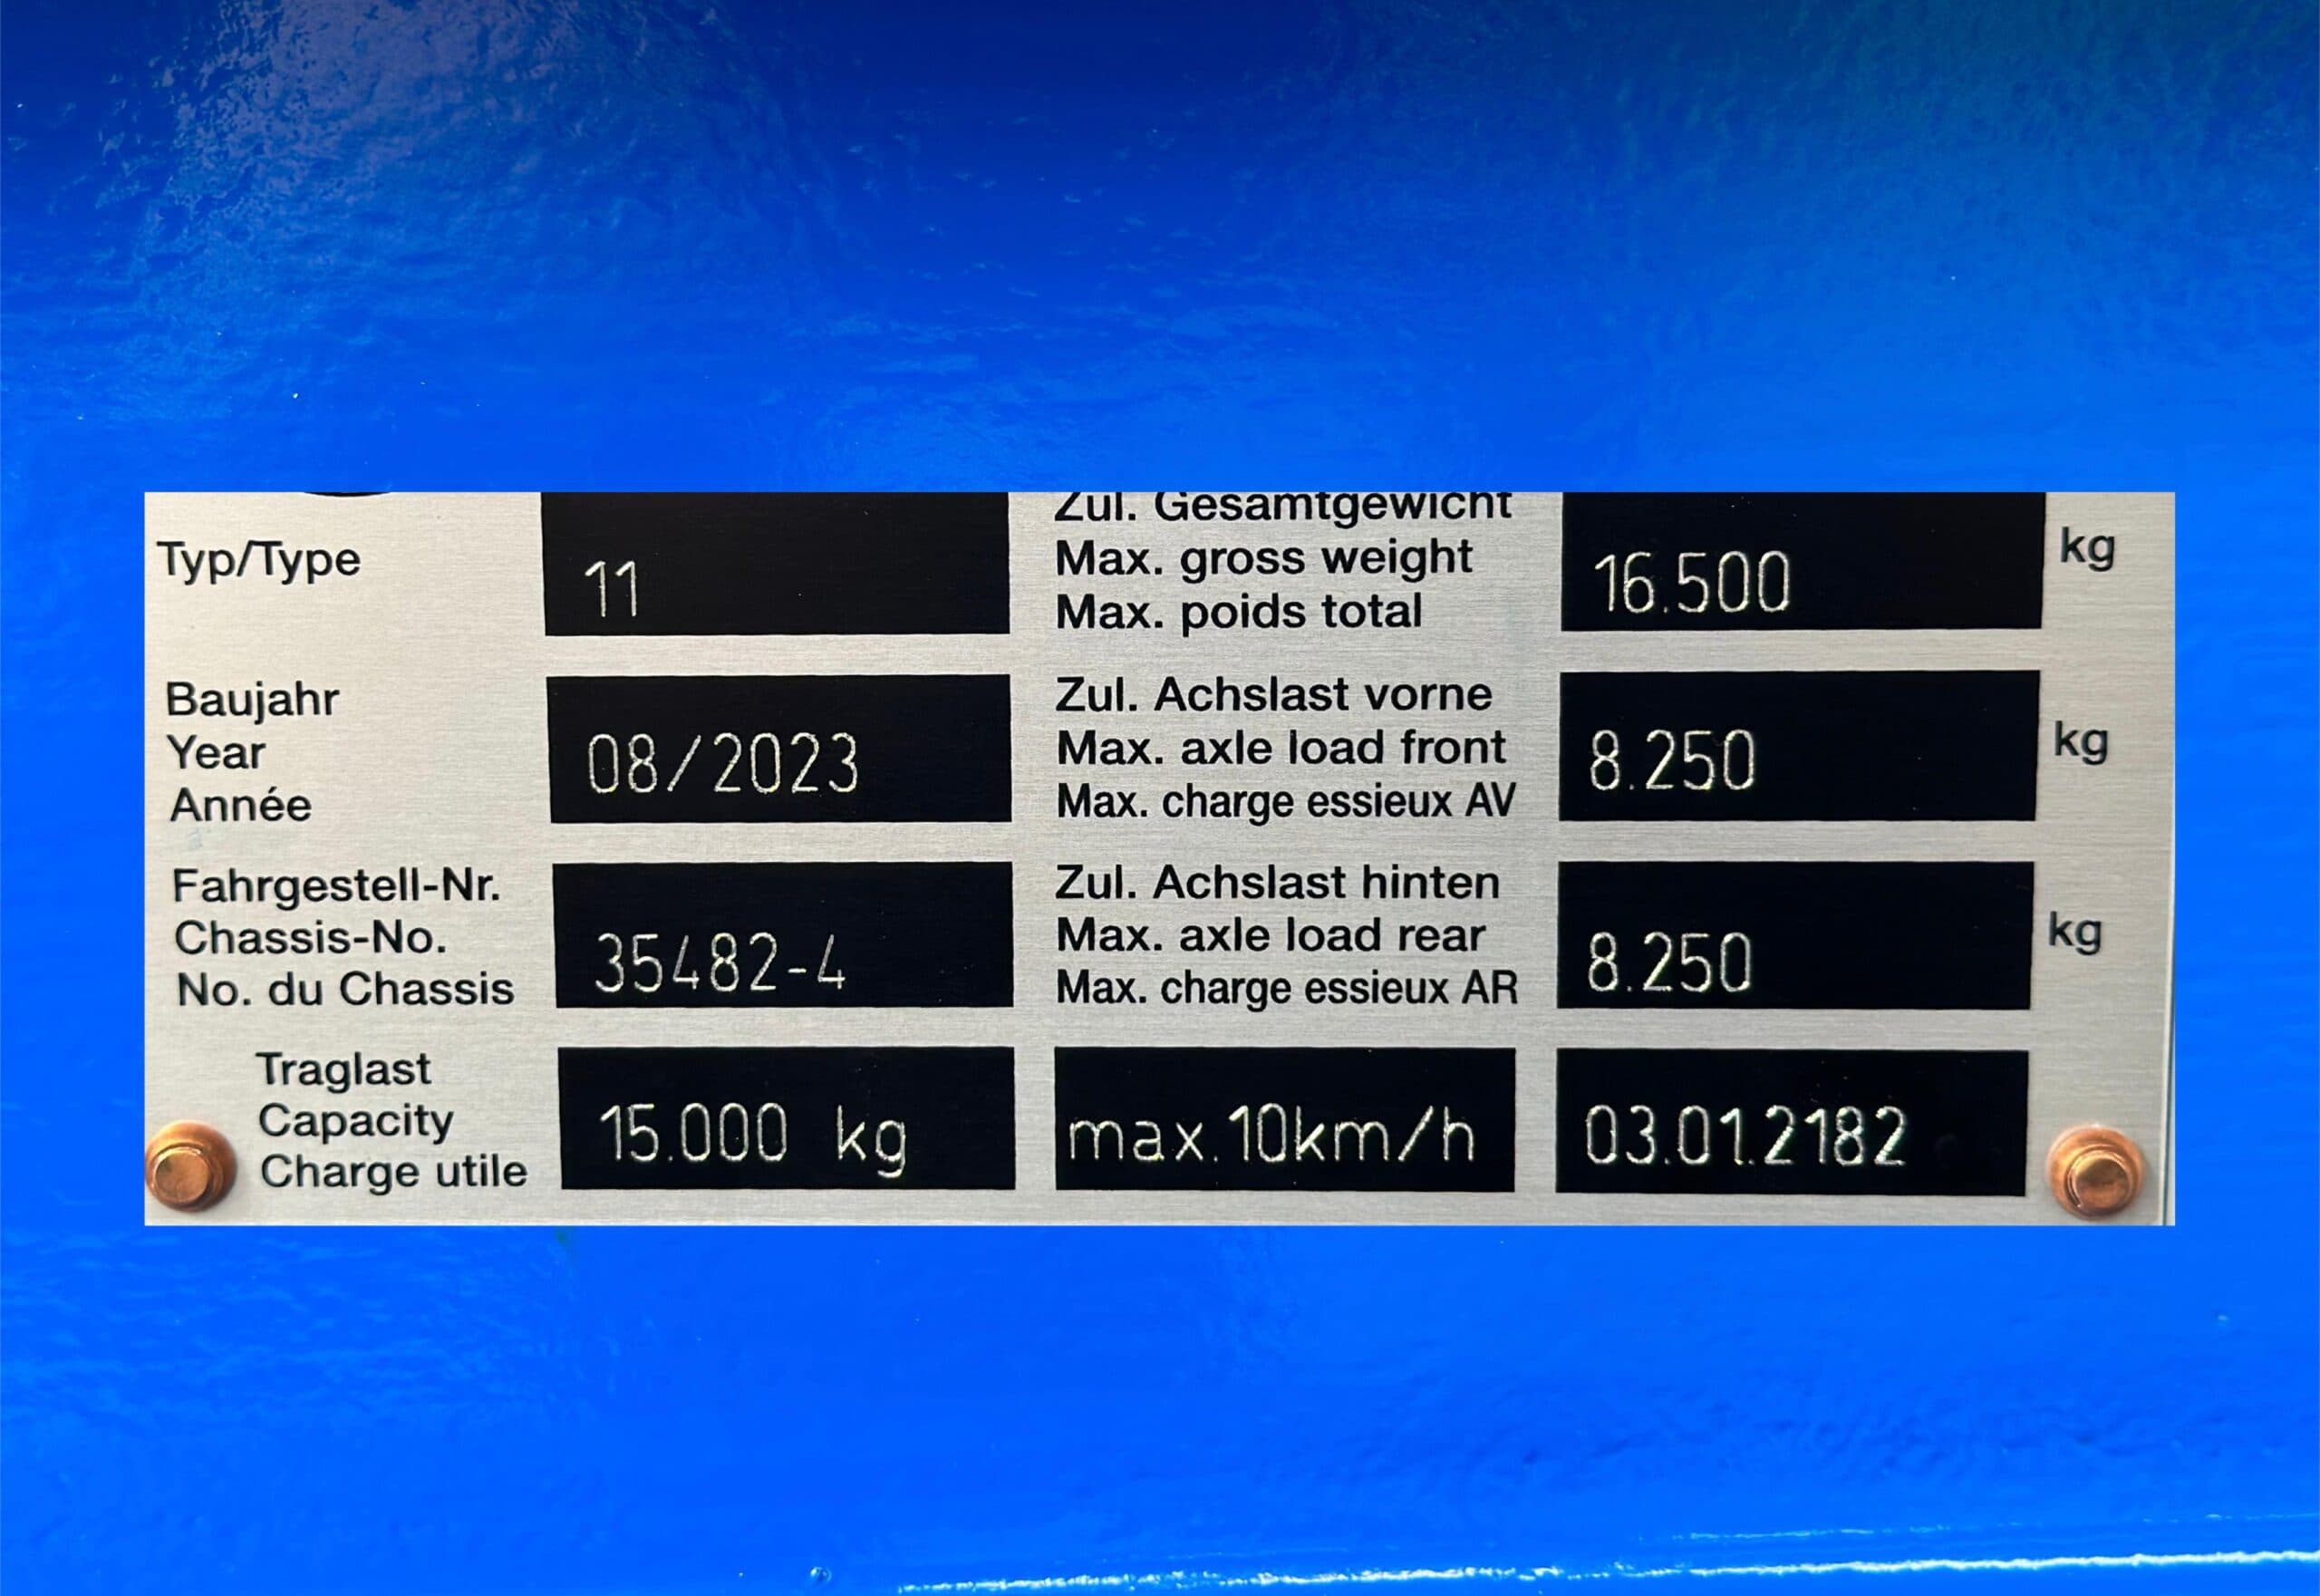 Typ/Type
11
Zul. Gesamtgewicht
Max. gross weight
Max. poids total
16.500
kg
Baujahr
Year
Année
08/2023
Zul. Achslast vorne
Max. axle load front
Max. charge essieux AV
8.250
kg
Fahrgestell-Nr.
Chassis-No.
No. du Chassis
35482-4
Zul. Achslast hinten
Max. axle load rear
Max. charge essieux AR
8.250
kg
Traglast
Capacity
Charge utile
15.000 kg
max.10km/h
03.01.2182